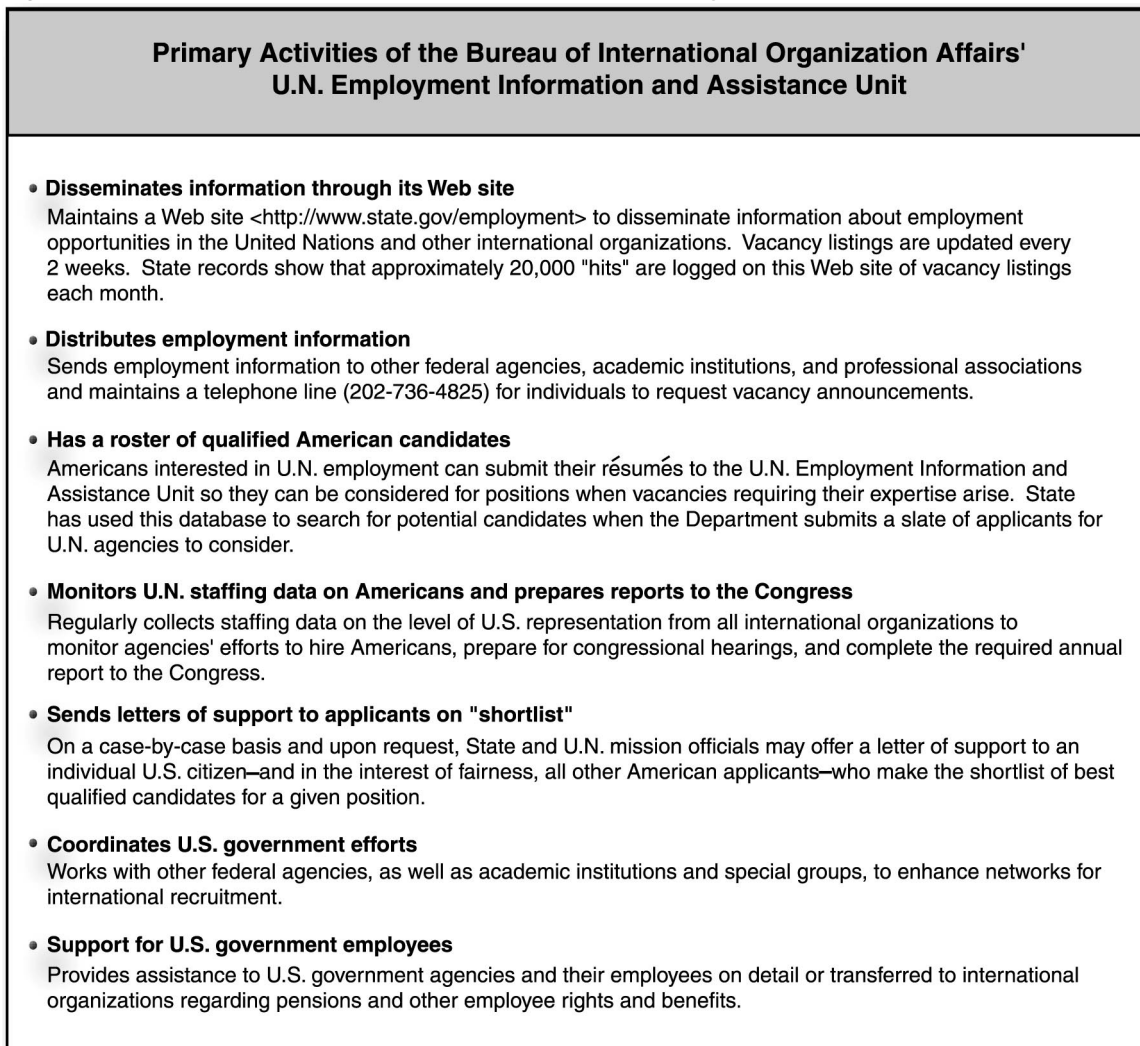 Primary Activities of the Bureau of International Organization Affairs'
U.N. Employment Information and Assistance Unit
• Disseminates information through its Web site
Maintains a Web site <http://www.state.gov/employment> to disseminate information about employment
opportunities in the United Nations and other international organizations. Vacancy listings are updated every
2 weeks. State records show that approximately 20,000 "hits" are logged on this Web site of vacancy listings
each month.
• Distributes employment information
Sends employment information to other federal agencies, academic institutions, and professional associations
and maintains a telephone line (202-736-4825) for individuals to request vacancy announcements.
• Has a roster of qualified American candidates
Americans interested in U.N. employment can submit their résumés to the U.N. Employment Information and
Assistance Unit so they can be considered for positions when vacancies requiring their expertise arise. State
has used this database to search for potential candidates when the Department submits a slate of applicants for
U.N. agencies to consider.
• Monitors U.N. staffing data on Americans and prepares reports to the Congress
Regularly collects staffing data on the level of U.S. representation from all international organizations to
monitor agencies' efforts to hire Americans, prepare for congressional hearings, and complete the required annual
report to the Congress.
• Sends letters of support to applicants on "shortlist"
On a case-by-case basis and upon request, State and U.N. mission officials may offer a letter of support to an
individual U.S. citizen—and in the interest of fairness, all other American applicants—who make the shortlist of best
qualified candidates for a given position.
• Coordinates U.S. government efforts
Works with other federal agencies, as well as academic institutions and special groups, to enhance networks for
international recruitment.
• Support for U.S. government employees
Provides assistance to U.S. government agencies and their employees on detail or transferred to international
organizations regarding pensions and other employee rights and benefits.